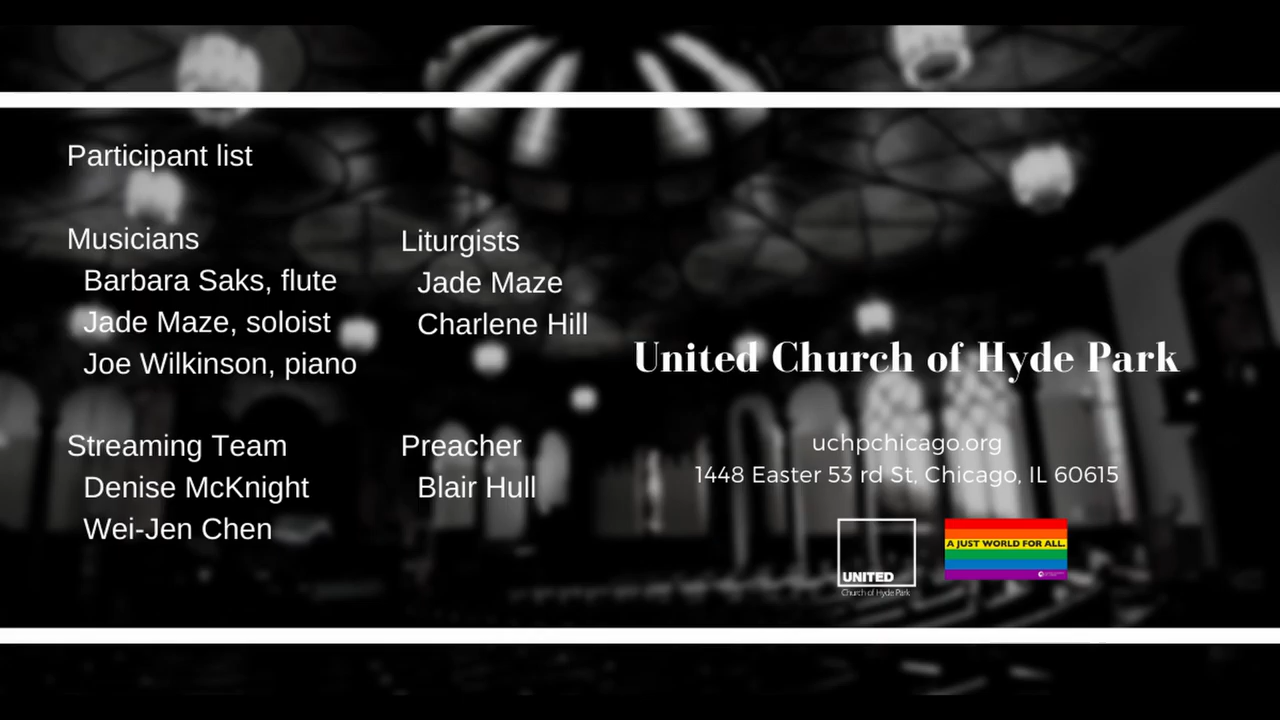 Participant list
Musicians
Barbara Saks, flute
Jade Maze, soloist
Joe Wilkinson, piano
Streaming Team
Denise McKnight
Wei-Jen Chen
Liturgists
Jade Maze
Charlene Hill
Preacher
Blair Hull
United Church of Hyde Park
uchpchicago.org
1448 Easter 53 rd St, Chicago, IL 60615
UNITED
Church of Hyde Park
A JUST WORLD FOR ALL.